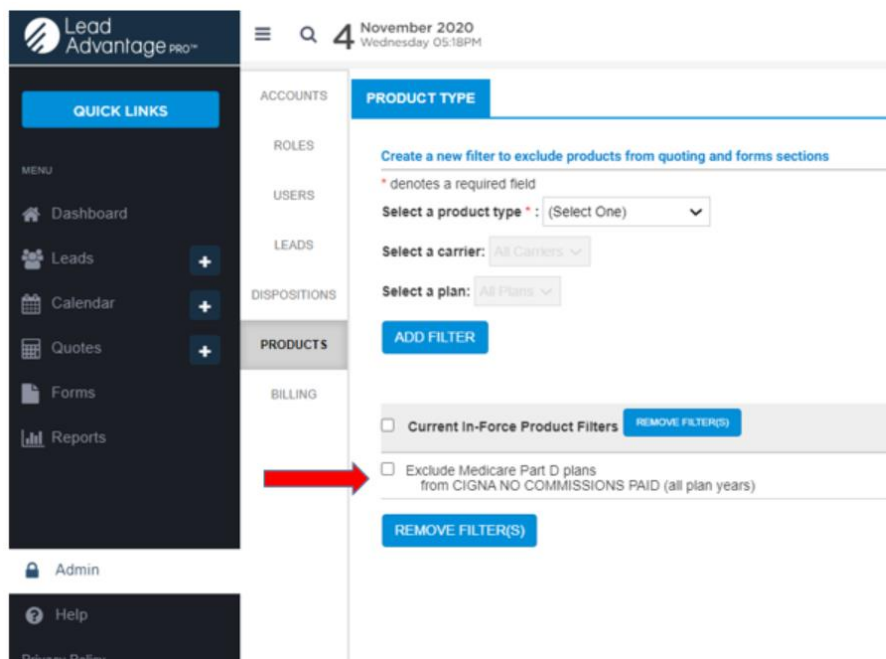 Lead
Advantage PRO™
4
November 2020
Wednesday 05:18PM
QUICK LINKS
MENU
Dashboard
Leads
+
Calendar
+
Quotes
+
Forms
Reports
Admin
Help
Privacy Policy
ACCOUNTS
ROLES
USERS
LEADS
DISPOSITIONS
PRODUCTS
BILLING
PRODUCT TYPE
Create a new filter to exclude products from quoting and forms sections
* denotes a required field
Select a product type * : (Select One)
Select a carrier: All Carriers
Select a plan: All Plans
ADD FILTER
Current In-Force Product Filters REMOVE FILTER(S)
Exclude Medicare Part D plans
from CIGNA NO COMMISSIONS PAID (all plan years)
REMOVE FILTER(S)